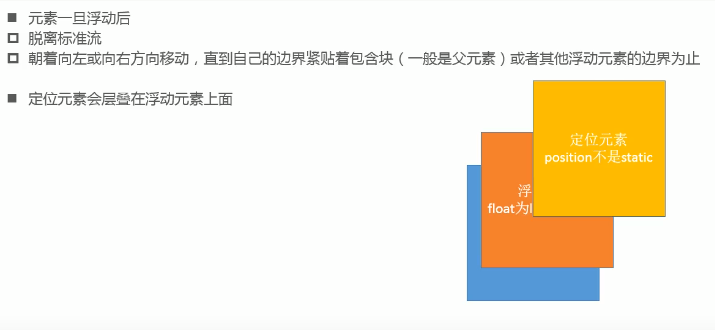 元素一旦浮动后
脱离标准流
朝着向左或向右方向移动，直到自己的边界紧贴着包含块（一般是父元素）或者其他浮动元素的边界为止
定位元素会层叠在浮动元素上面
定位元素
position不是static
浮
float为l